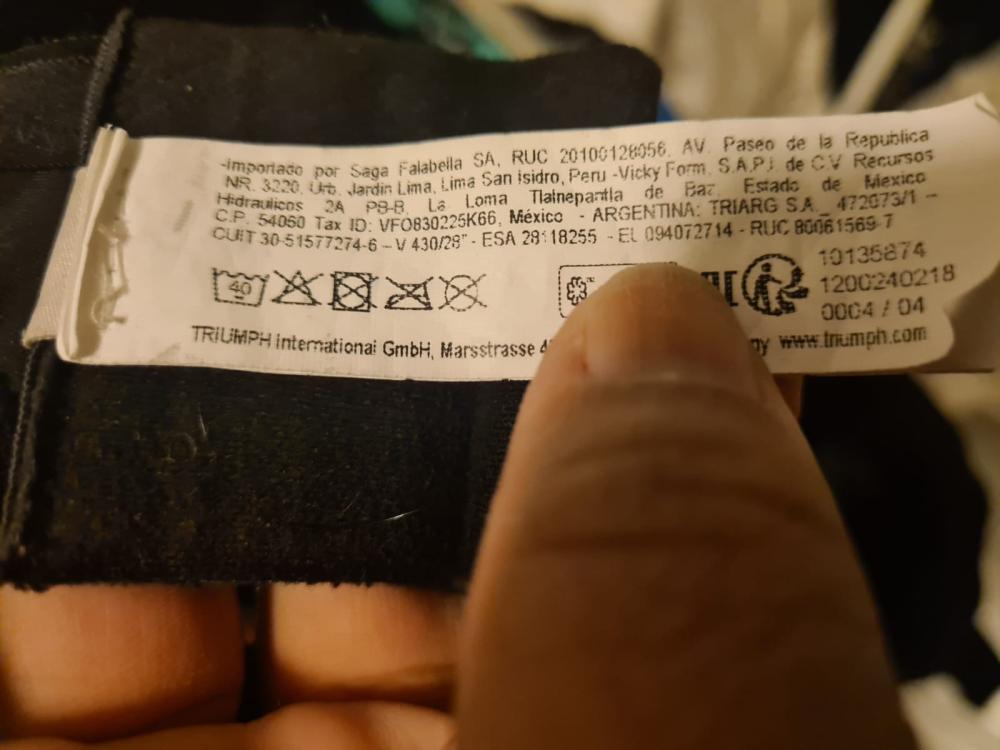 -Importado por Saga Falabella SA, RUC 20100128056, AV. Paseo de la Republica
NR. 3220, Urb. Jardin Lima, Lima San Isidro, Peru -Vicky Form, S.A.P.I. de C.V Recursos
Hidraulicos 2A PB-B, La Loma Tlalnepantla de Baz, Estado de Mexico
C.P. 54060 Tax ID: VFO830225K66, México - ARGENTINA: TRIARG S.A._ 472073/1 –
CUIT 30-51577274-6 – V 430/28" - ESA 28118255 - EL 094072714 - RUC 80061569-7
40
10135874
1200240218
0004 / 04
TRIUMPH International GmbH, Marsstrasse www.triumph.com